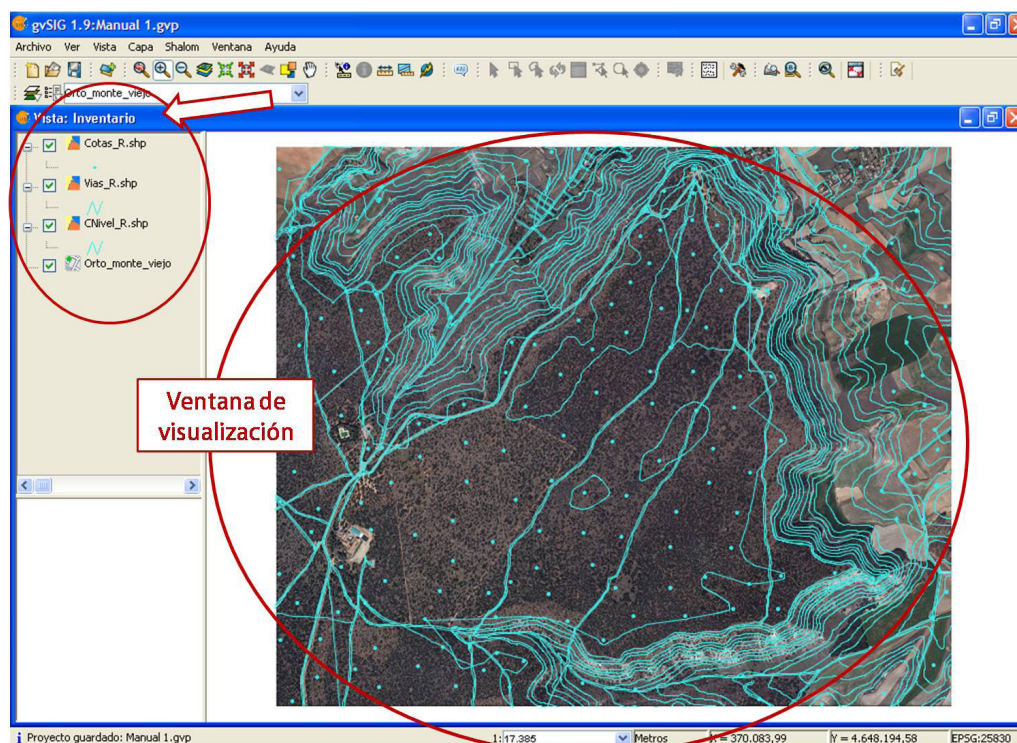 gvSIG 1.9:Manual 1.gvp
Archivo Ver Vista Capa Shalom Ventana Ayuda
Orto_monte_viejo
Vista: Inventario
Cotas_R.shp
Vias_R.shp
CNivel_R.shp
Orto_monte_viejo
Ventana de
visualización
Proyecto guardado: Manual 1.gvp 1: 17.385 Metros X = 370.083,99 Y = 4.648.194,58 EPSG:25830